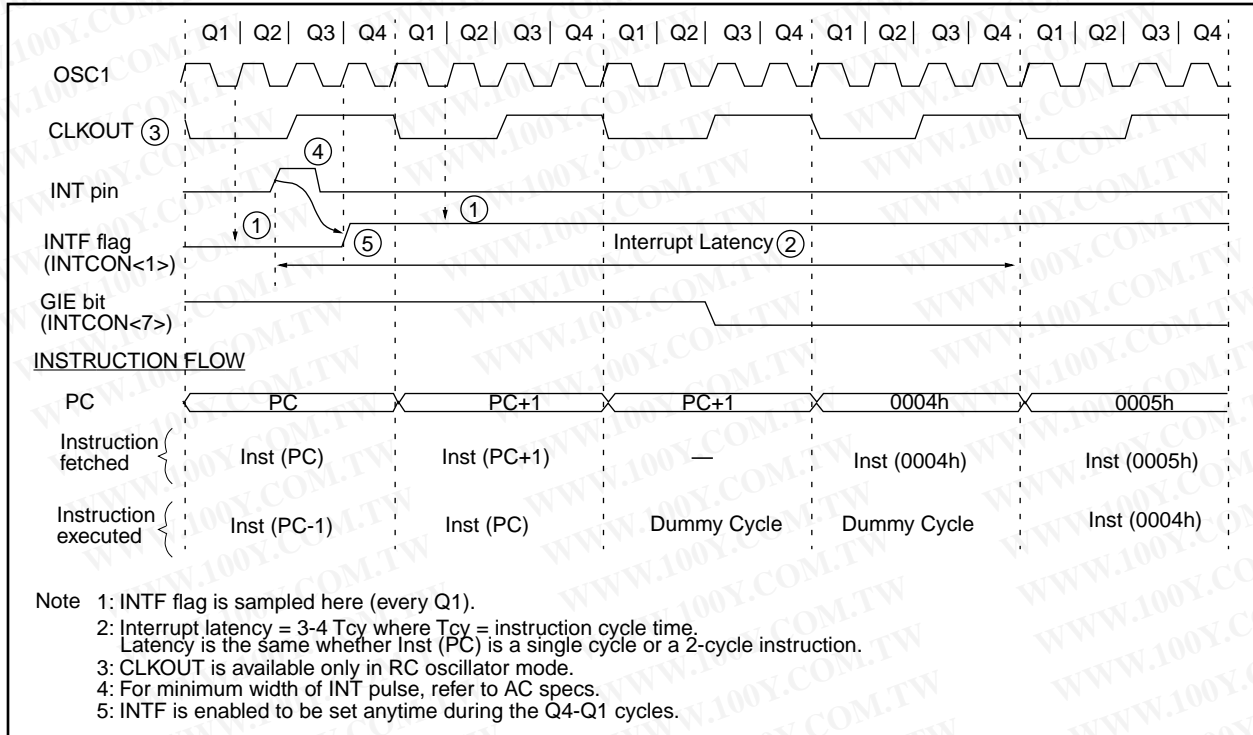 Q1 | Q2 | Q3 | Q4 Q1 | Q2 | Q3 | Q4 Q1 | Q2 | Q3 | Q4 Q1 | Q2 | Q3 | Q4 Q1 | Q2 | Q3 | Q4
OSC1
CLKOUT ③
④
INT pin
① ①
INTF flag ⑤ Interrupt Latency ②
(INTCON<1>)
GIE bit
(INTCON<7>)
INSTRUCTION FLOW
PC PC PC+1 PC+1 0004h 0005h
Instruction
fetched Inst (PC) Inst (PC+1) — Inst (0004h) Inst (0005h)
Instruction
executed Inst (PC-1) Inst (PC) Dummy Cycle Dummy Cycle Inst (0004h)
Note 1: INTF flag is sampled here (every Q1).
2: Interrupt latency = 3-4 Tcy where Tcy = instruction cycle time.
Latency is the same whether Inst (PC) is a single cycle or a 2-cycle instruction.
3: CLKOUT is available only in RC oscillator mode.
4: For minimum width of INT pulse, refer to AC specs.
5: INTF is enabled to be set anytime during the Q4-Q1 cycles.
WWW.100Y.COM.TW